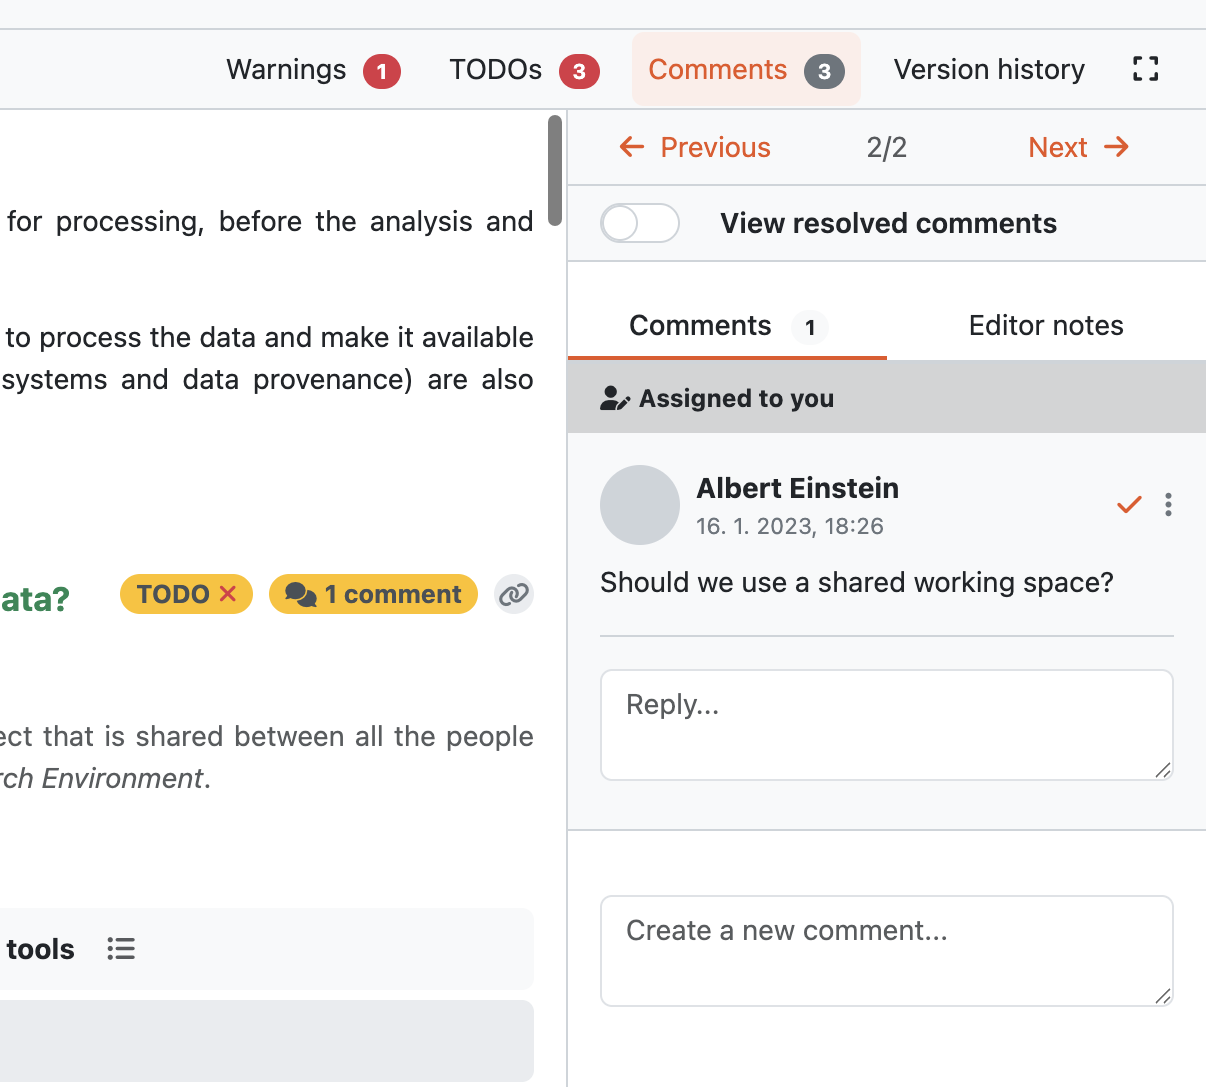 Warnings 1 TODOs 3 Comments 3 Version history
for processing, before the analysis and
to process the data and make it available
systems and data provenance) are also
ata? TODO 1 comment
ect that is shared between all the people
rch Environment.
tools
Previous 2/2 Next
View resolved comments
Comments 1 Editor notes
Assigned to you
Albert Einstein
16. 1. 2023, 18:26
Should we use a shared working space?
Reply...
Create a new comment...